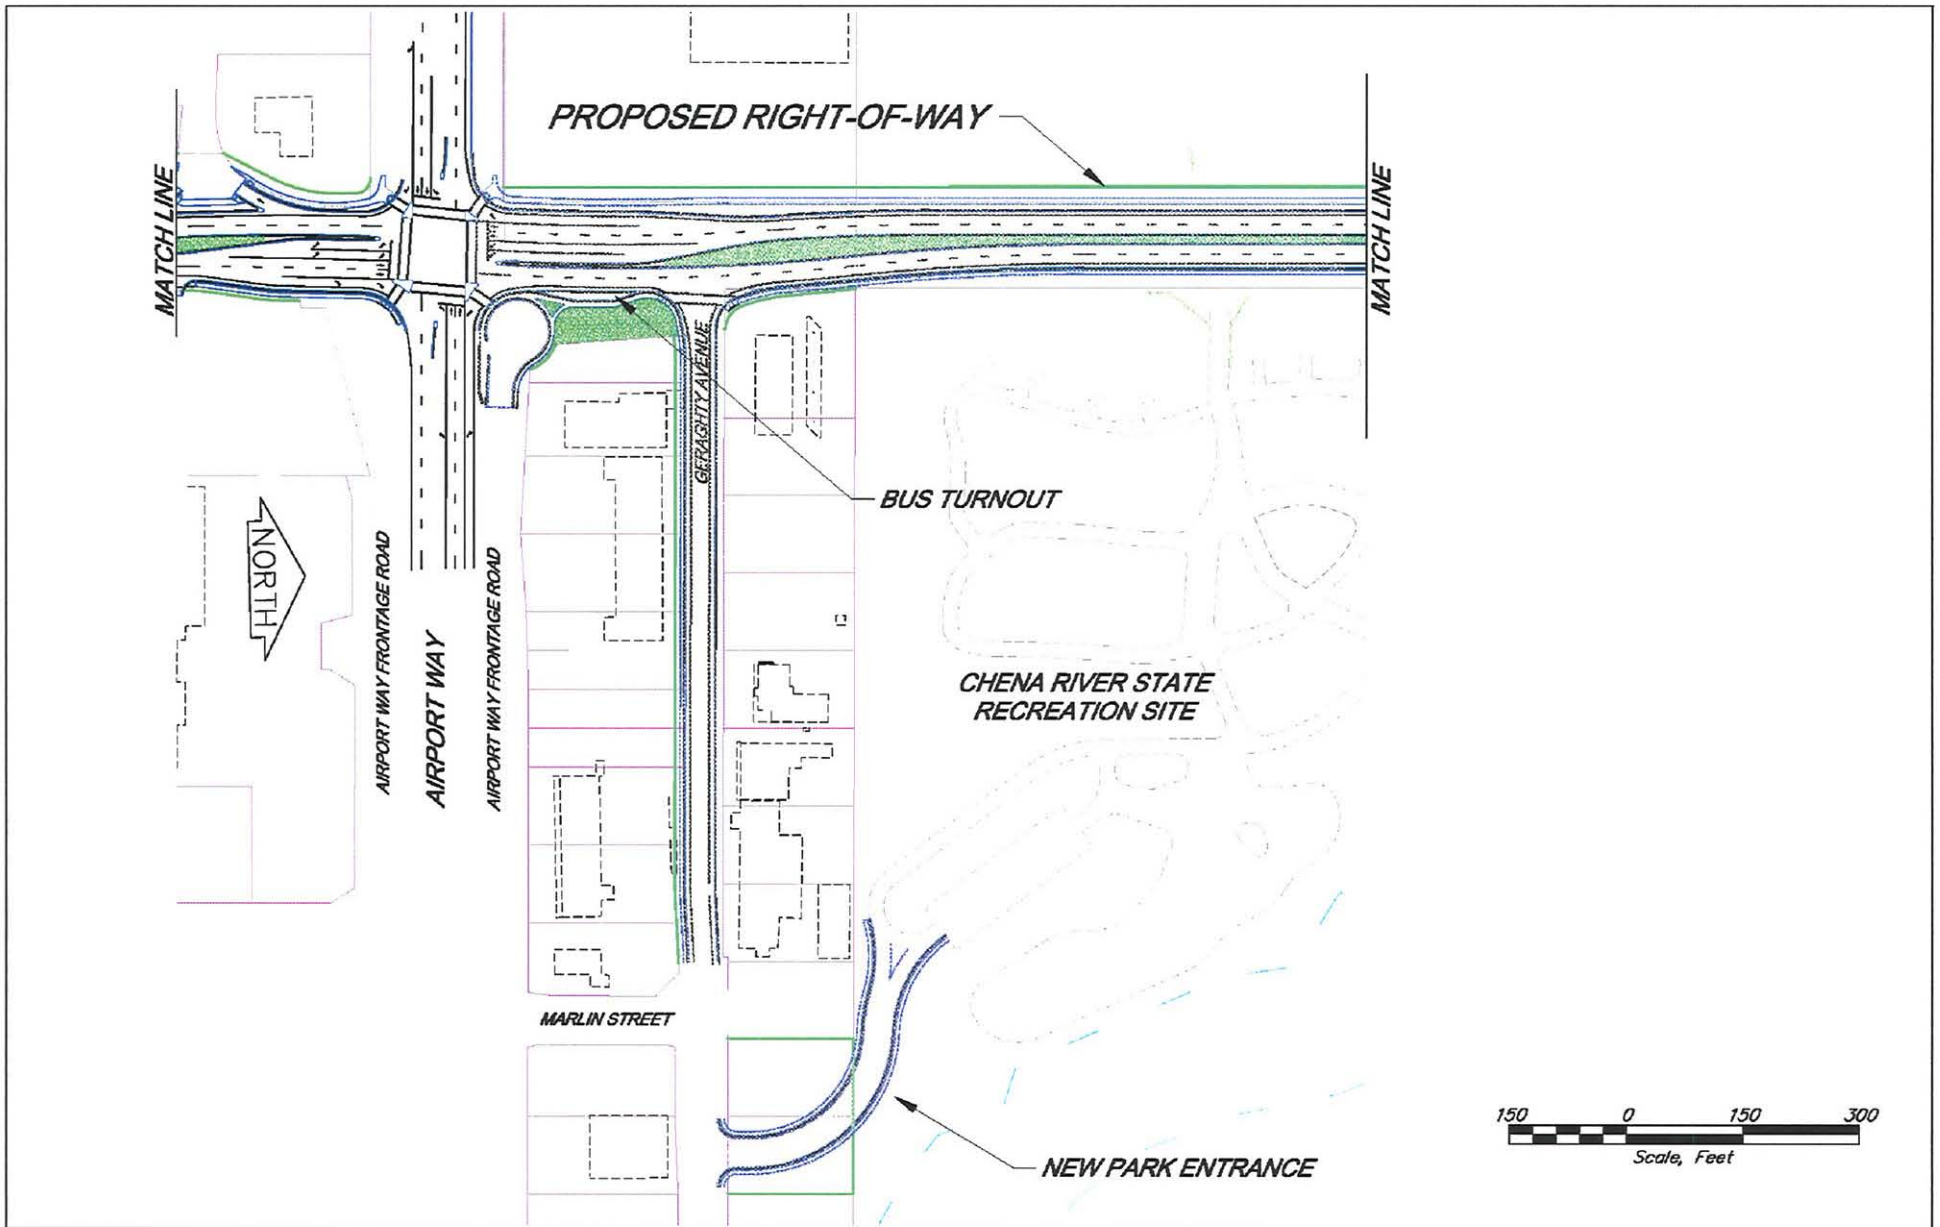 PROPOSED RIGHT-OF-WAY
MATCH LINE
MATCH LINE
GERAGHTY AVENUE
BUS TURNOUT
NORTH
AIRPORT WAY FRONTAGE ROAD
AIRPORT WAY
AIRPORT WAY FRONTAGE ROAD
CHENA RIVER STATE
RECREATION SITE
MARLIN STREET
NEW PARK ENTRANCE
150 0 150 300
Scale, Feet